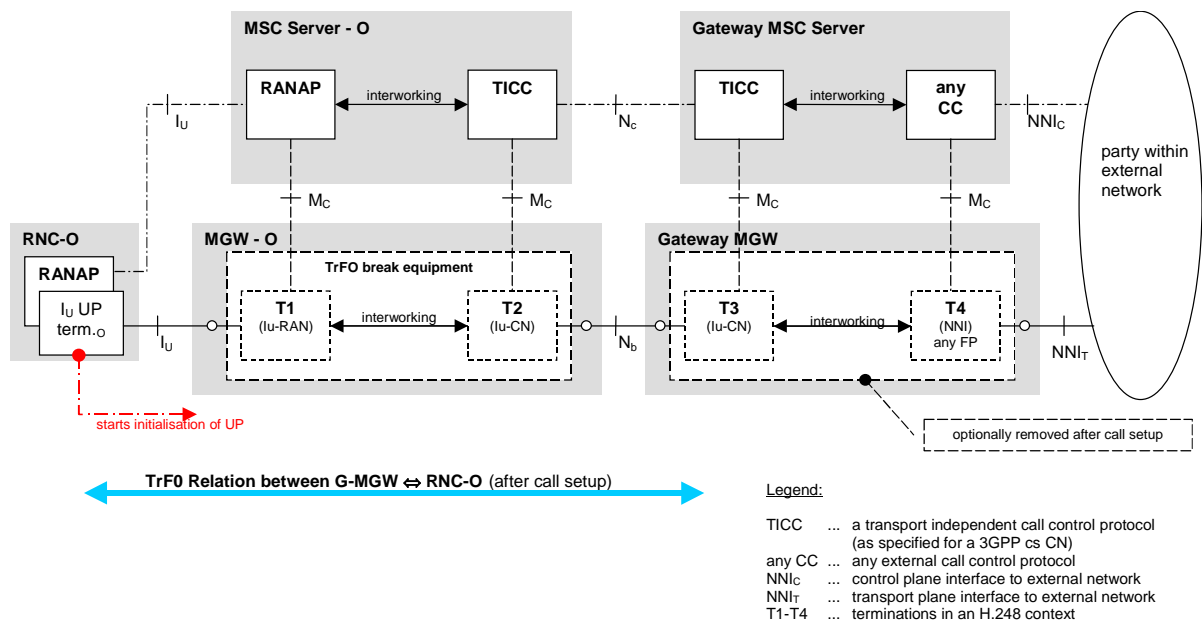 MSC Server - O
Gateway MSC Server
RANAP
interworking
TICC
TICC
interworking
any
CC
IU
Nc
NNIC
party within
external
network
MC
MC
MC
MC
RNC-O
MGW - O
Gateway MGW
RANAP
TrFO break equipment
IU UP
term.O
T1
(Iu-RAN)
interworking
T2
(Iu-CN)
T3
(Iu-CN)
interworking
T4
(NNI)
any FP
IU
Nb
NNIT
starts initialisation of UP
optionally removed after call setup
TrF0 Relation between G-MGW ⇔ RNC-O (after call setup)
Legend:
TICC ... a transport independent call control protocol
(as specified for a 3GPP cs CN)
any CC ... any external call control protocol
NNIC ... control plane interface to external network
NNIT ... transport plane interface to external network
T1-T4 ... terminations in an H.248 context